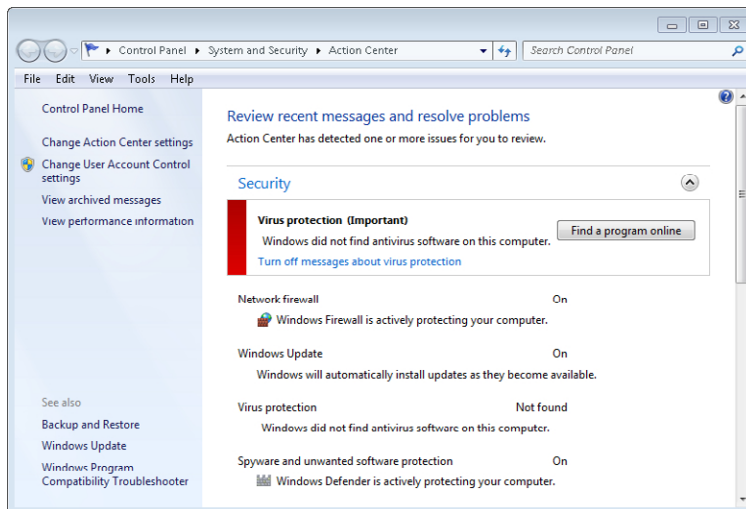 Control Panel ▸ System and Security ▸ Action Center
Search Control Panel
File Edit View Tools Help
Control Panel Home
Change Action Center settings
Change User Account Control
settings
View archived messages
View performance information
See also
Backup and Restore
Windows Update
Windows Program
Compatibility Troubleshooter
Review recent messages and resolve problems
Action Center has detected one or more issues for you to review.
Security
Virus protection (Important)
Windows did not find antivirus software on this computer.
Find a program online
Turn off messages about virus protection
Network firewall On
Windows Firewall is actively protecting your computer.
Windows Update On
Windows will automatically install updates as they become available.
Virus protection Not found
Windows did not find antivirus software on this computer.
Spyware and unwanted software protection On
Windows Defender is actively protecting your computer.